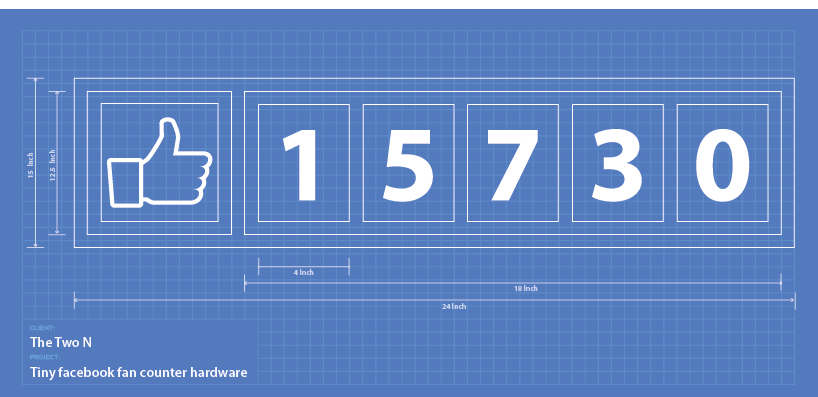 15 Inch
12.5 Inch
1 5 7 3 0
4 Inch
18 Inch
24 Inch
CLIENT:
The Two N
PROJECT:
Tiny facebook fan counter hardware